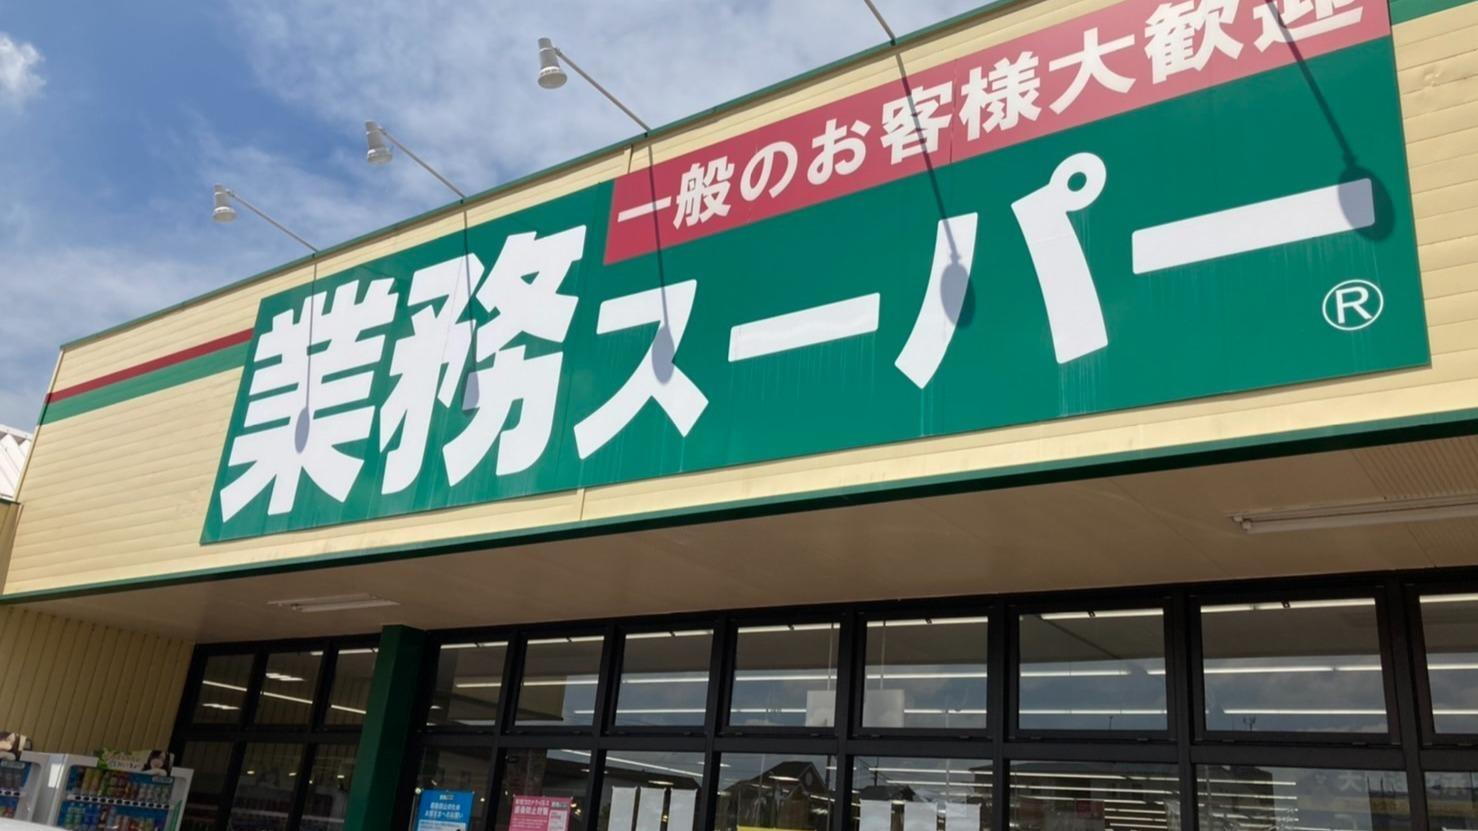 一般のお客様大歓迎
業務スーパー
®